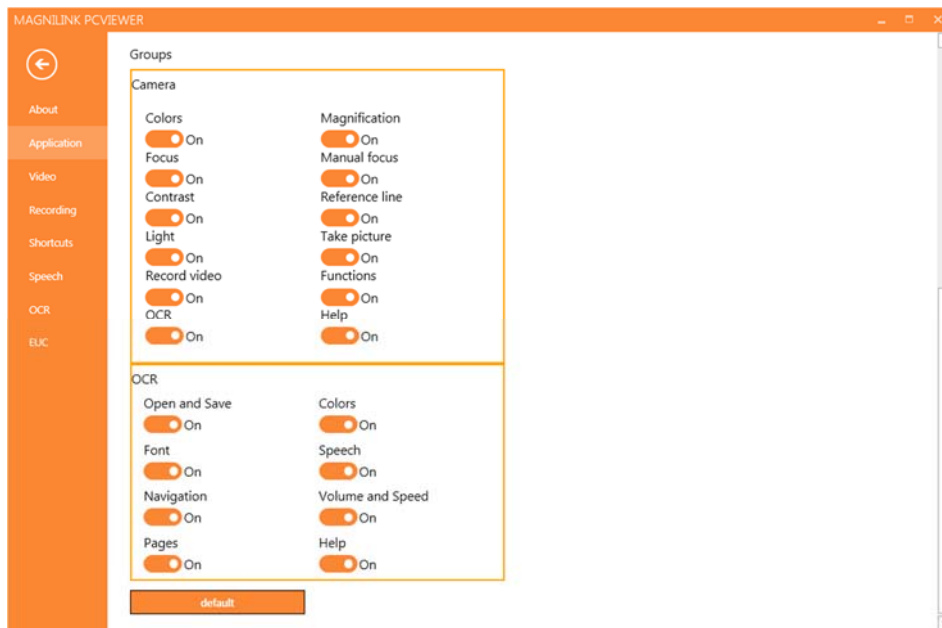 MAGNILINK PCVIEWER
About
Application
Video
Recording
Shortcuts
Speech
OCR
EUC
Groups
Camera
Colors Magnification
On On
Focus Manual focus
On On
Contrast Reference line
On On
Light Take picture
On On
Record video Functions
On On
OCR Help
On On
OCR
Open and Save Colors
On On
Font Speech
On On
Navigation Volume and Speed
On On
Pages Help
On On
default